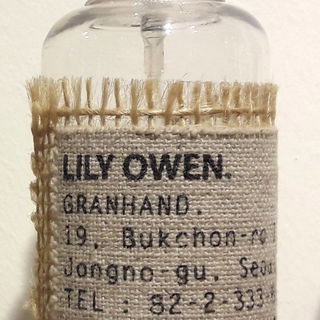 LILY OWEN.
GRANHAND.
19, Bukchon-ro
Jongno-gu, Seou
TEL : 82-2-333-